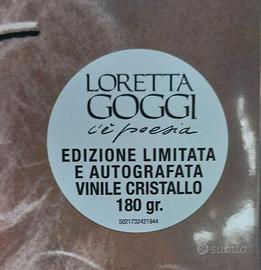 LORETTA
GOGGI
c'è poesia
EDIZIONE LIMITATA
E AUTOGRAFATA
VINILE CRISTALLO
180 gr.
5021732421944
subito